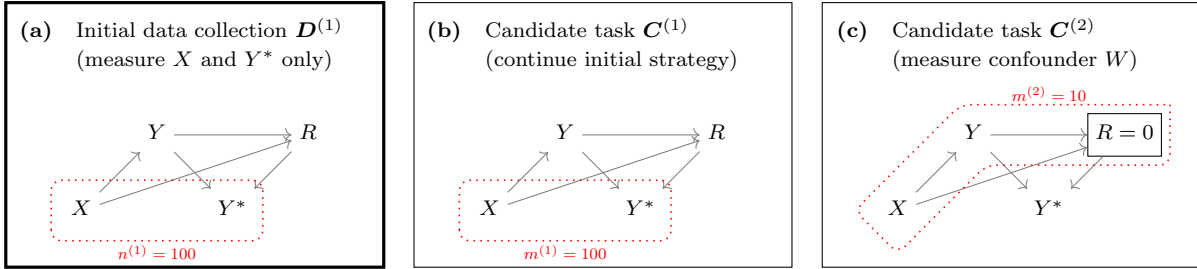 (a) Initial data collection D^(1)
(measure X and Y* only)
Y
R
X
Y*
n^(1) = 100
(b) Candidate task C^(1)
(continue initial strategy)
Y
R
X
Y*
m^(1) = 100
(c) Candidate task C^(2)
(measure confounder W)
m^(2) = 10
Y
R = 0
X
Y*